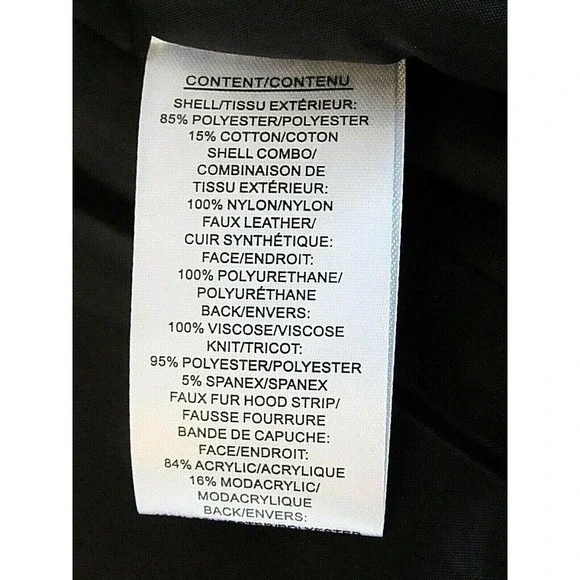 CONTENT/CONTENU
SHELL/TISSU EXTÉRIEUR:
85% POLYESTER/POLYESTER
15% COTTON/COTON
SHELL COMBO/
COMBINAISON DE
TISSU EXTÉRIEUR:
100% NYLON/NYLON
FAUX LEATHER/
CUIR SYNTHÉTIQUE:
FACE/ENDROIT:
100% POLYURETHANE/
POLYURÉTHANE
BACK/ENVERS:
100% VISCOSE/VISCOSE
KNIT/TRICOT:
95% POLYESTER/POLYESTER
5% SPANEX/SPANEX
FAUX FUR HOOD STRIP/
FAUSSE FOURRURE
BANDE DE CAPUCHE:
FACE/ENDROIT:
84% ACRYLIC/ACRYLIQUE
16% MODACRYLIC/
MODACRYLIQUE
BACK/ENVERS: